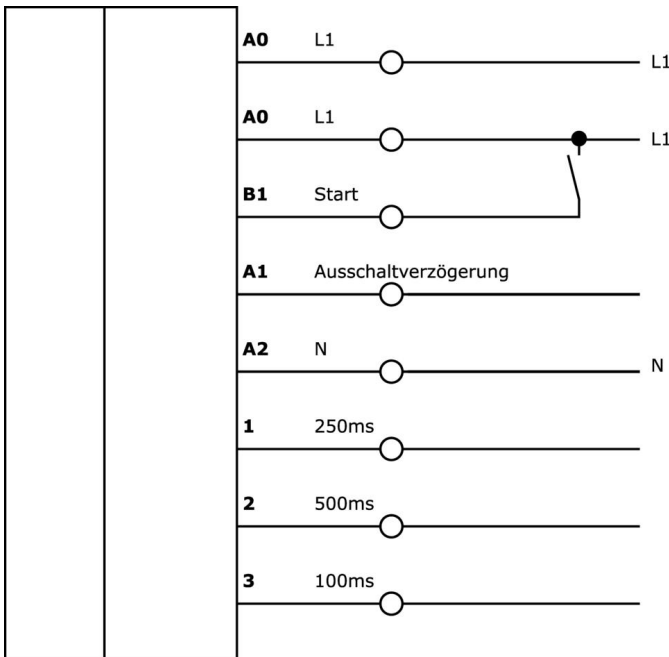 A0 L1
L1
A0 L1
L1
B1 Start
A1 Ausschaltverzögerung
A2 N
N
1 250ms
2 500ms
3 100ms